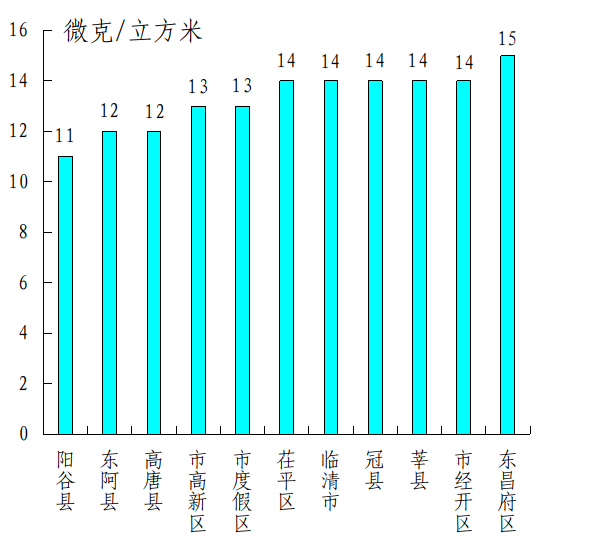 微克/立方米
16
14
12
10
8
6
4
2
0
11
12
12
13
13
14
14
14
14
14
15
阳谷县
东阿县
高唐县
市高新区
市度假区
茌平区
临清市
冠县
莘县
市经开区
东昌府区